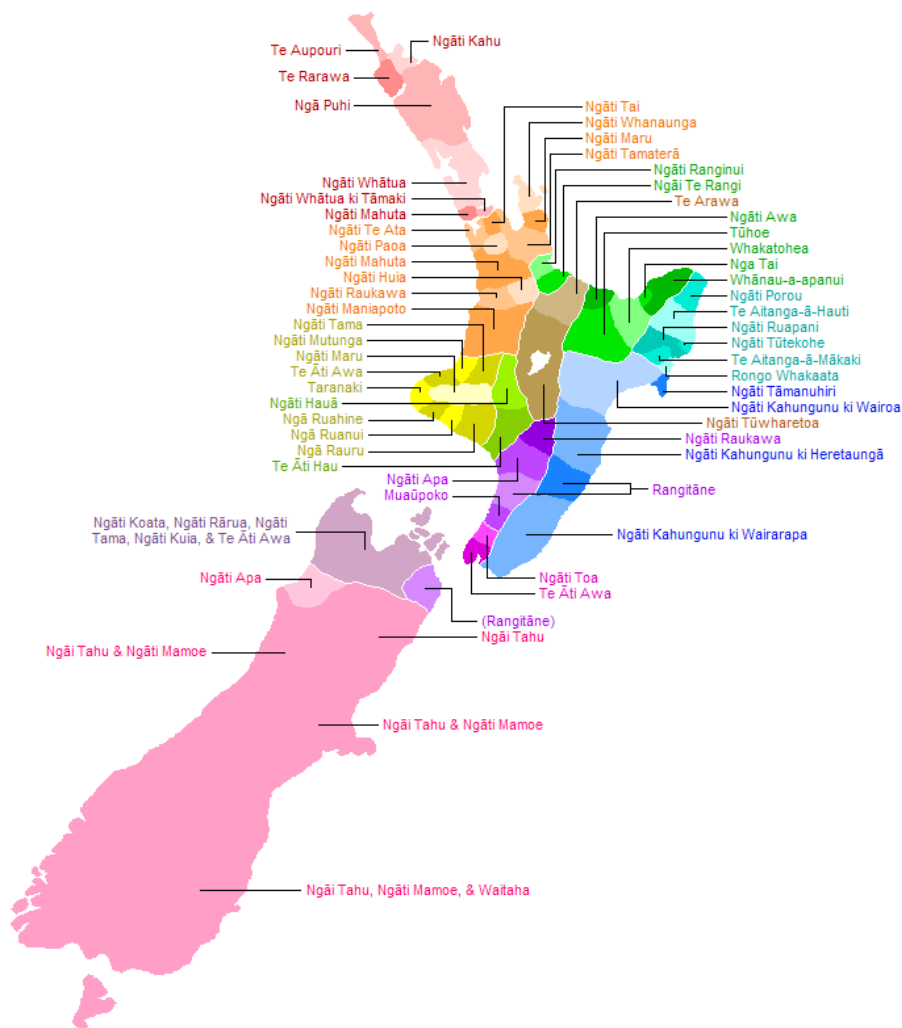 Ngāti Kahu
Te Aupouri
Te Rarawa
Ngā Puhi
Ngāti Whātua
Ngāti Whātua ki Tāmaki
Ngāti Mahuta
Ngāti Te Ata
Ngāti Paoa
Ngāti Mahuta
Ngāti Huia
Ngāti Raukawa
Ngāti Maniapoto
Ngāti Tama
Ngāti Mutunga
Ngāti Maru
Te Āti Awa
Taranaki
Ngāti Hauā
Ngā Ruahine
Ngā Ruanui
Ngā Rauru
Te Āti Hau
Ngāti Apa
Muaūpoko
Ngāti Tai
Ngāti Whanaunga
Ngāti Maru
Ngāti Tamaterā
Ngāti Ranginui
Ngāi Te Rangi
Te Arawa
Ngāti Awa
Tūhoe
Whakatohea
Nga Tai
Whānau-a-apanui
Ngāti Porou
Te Aitanga-ā-Hauti
Ngāti Ruapani
Ngāti Tūtekohe
Te Aitanga-ā-Mākaki
Rongo Whakaata
Ngāti Tāmanuhiri
Ngāti Kahungunu ki Wairoa
Ngāti Tūwharetoa
Ngāti Raukawa
Ngāti Kahungunu ki Heretaungā
Rangitāne
Ngāti Kahungunu ki Wairarapa
Ngāti Toa
Te Āti Awa
Ngāti Koata, Ngāti Rārua, Ngāti
Tama, Ngāti Kuia, & Te Āti Awa
Ngāti Apa
(Rangitāne)
Ngāi Tahu
Ngāi Tahu & Ngāti Mamoe
Ngāi Tahu & Ngāti Mamoe
Ngāi Tahu, Ngāti Mamoe, & Waitaha